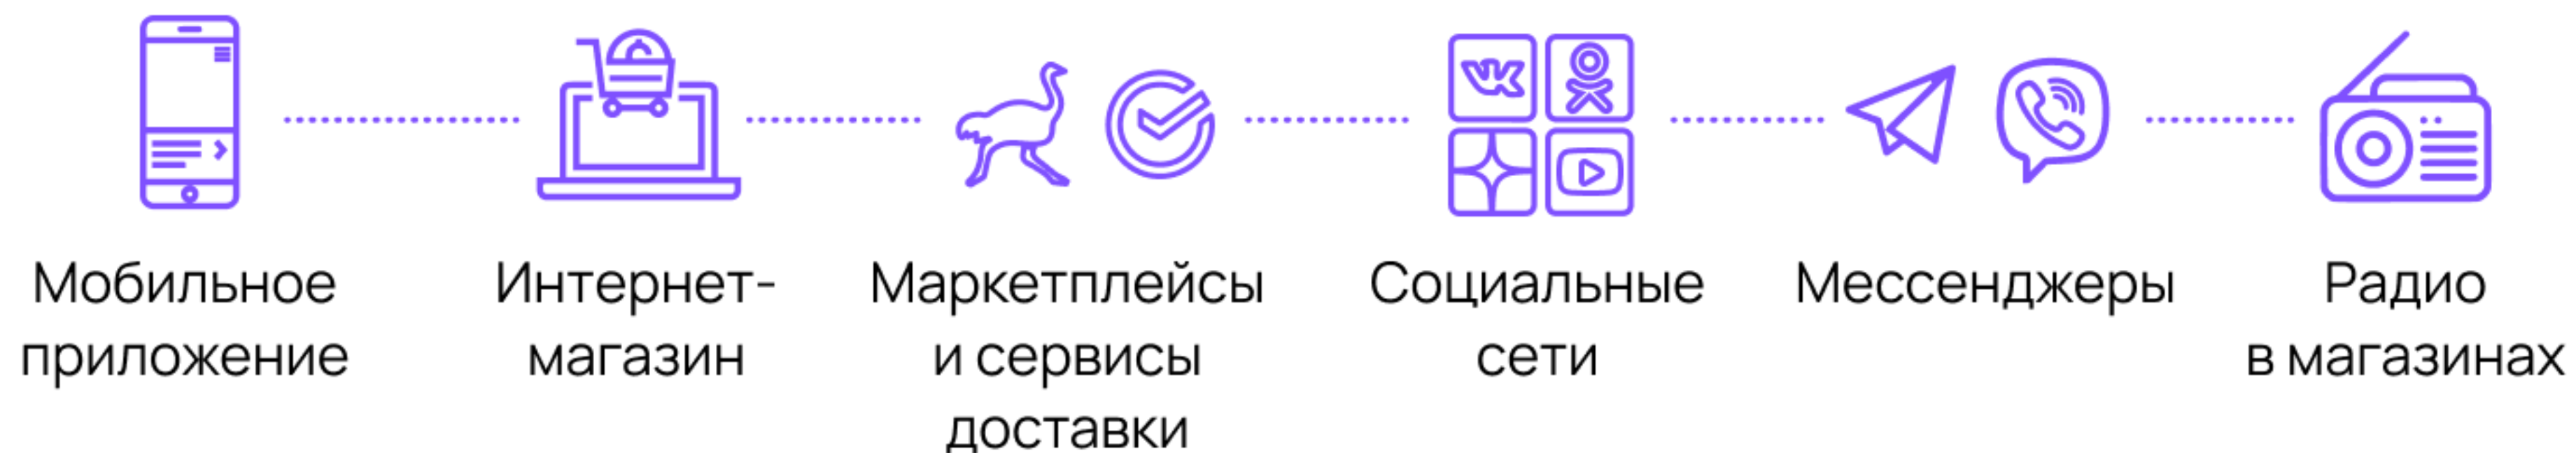 Мобильное
приложение
Интернет-
магазин
Маркетплейсы
и сервисы
доставки
Социальные
сети
Мессенджеры
Радио
в магазинах